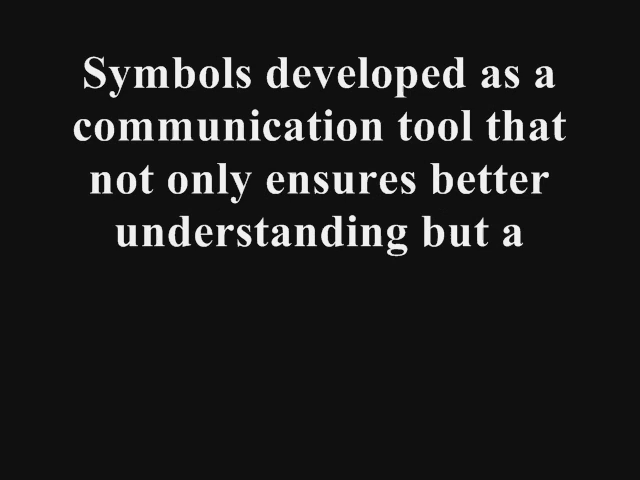 Symbols developed as a
communication tool that
not only ensures better
understanding but a